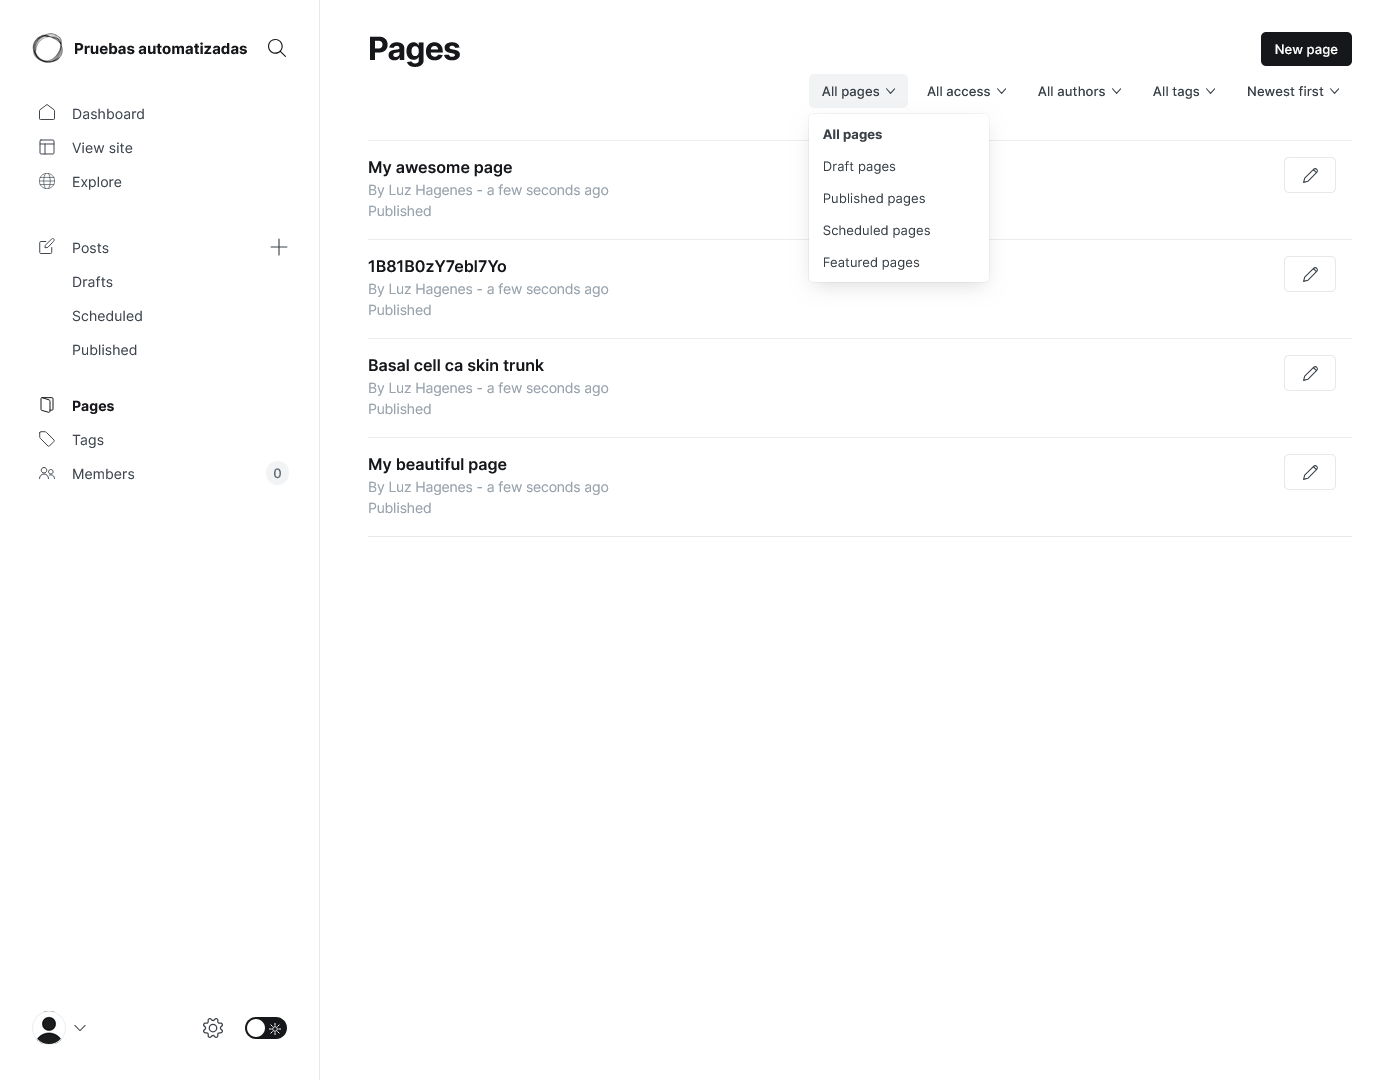 Pruebas automatizadas
Dashboard
View site
Explore
Posts
Drafts
Scheduled
Published
Pages
Tags
Members
0
Pages
New page
All pages
All access
All authors
All tags
Newest first
All pages
Draft pages
Published pages
Scheduled pages
Featured pages
My awesome page
By Luz Hagenes - a few seconds ago
Published
1B81B0zY7ebI7Yo
By Luz Hagenes - a few seconds ago
Published
Basal cell ca skin trunk
By Luz Hagenes - a few seconds ago
Published
My beautiful page
By Luz Hagenes - a few seconds ago
Published